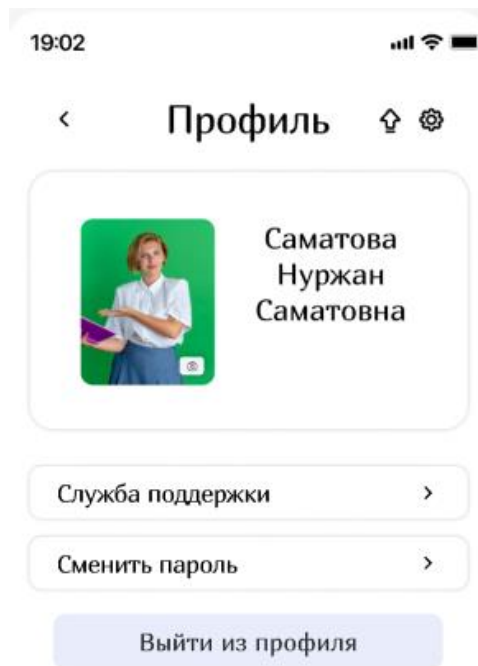 19:02
Профиль
Саматова
Нуржан
Саматовна
Служба поддержки
Сменить пароль
Выйти из профиля